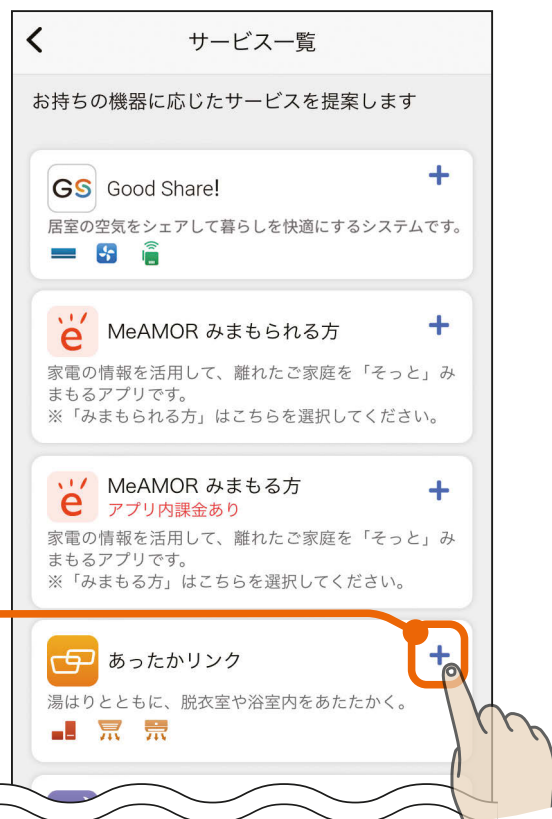 サービス一覧
お持ちの機器に応じたサービスを提案します
GS Good Share!
居室の空気をシェアして暮らしを快適にするシステムです。
e MeAMOR みまもられる方
家電の情報を活用して、離れたご家庭を「そっと」み
まもるアプリです。
※「みまもられる方」はこちらを選択してください。
e MeAMOR みまもる方
アプリ内課金あり
家電の情報を活用して、離れたご家庭を「そっと」み
まもるアプリです。
※「みまもる方」はこちらを選択してください。
あったかリンク
湯はりとともに、脱衣室や浴室内をあたたかく。